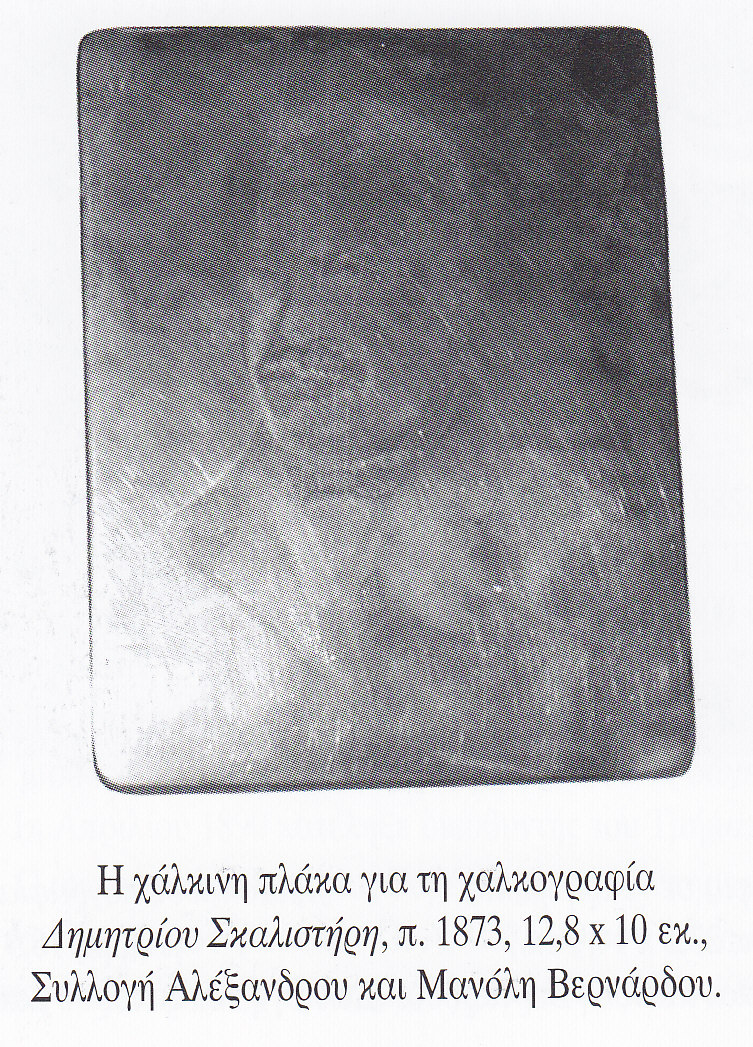 Η χάλκινη πλάκα για τη χαλκογραφία
Δημητρίου Σκαλιστήρη, π. 1873, 12,8 x 10 εκ.,
Συλλογή Αλέξανδρου και Μανόλη Βερνάρδου.